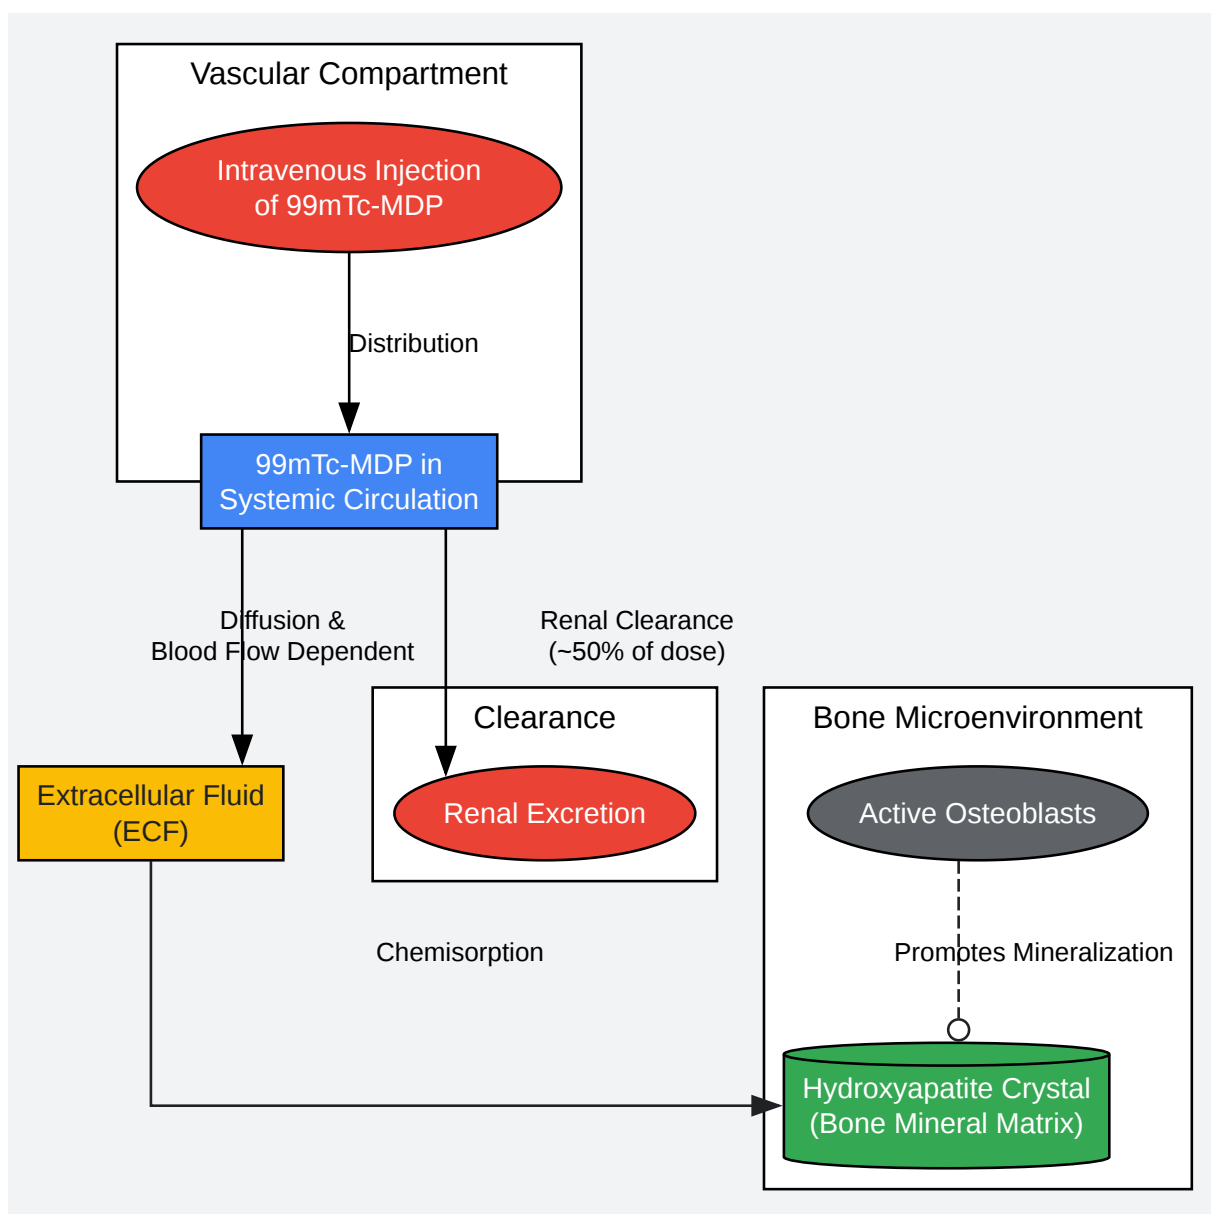 Vascular Compartment
Intravenous Injection
of 99mTc-MDP
Distribution
99mTc-MDP in
Systemic Circulation
Diffusion &
Blood Flow Dependent
Renal Clearance
(~50% of dose)
Clearance
Bone Microenvironment
Extracellular Fluid
(ECF)
Renal Excretion
Active Osteoblasts
Chemisorption
Promotes Mineralization
Hydroxyapatite Crystal
(Bone Mineral Matrix)